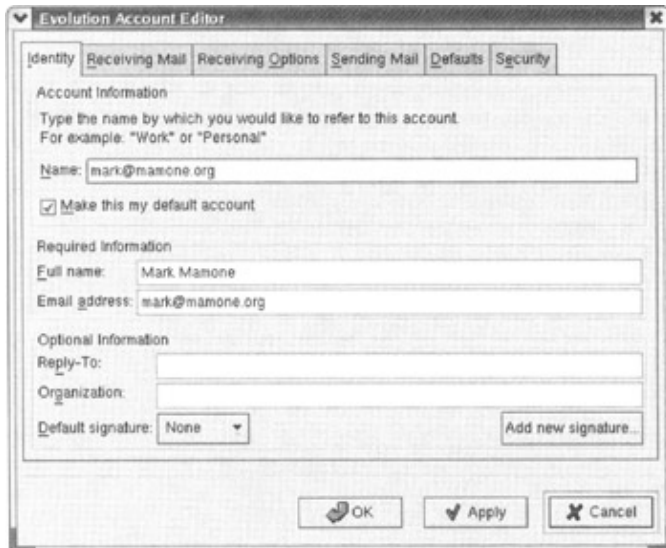 Evolution Account Editor
Identity Receiving Mail Receiving Options Sending Mail Defaults Security
Account Information
Type the name by which you would like to refer to this account.
For example: "Work" or "Personal"
Name: mark@mamone.org
Make this my default account
Required Information
Full name: Mark Mamone
Email address: mark@mamone.org
Optional Information
Reply-To:
Organization:
Default signature: None Add new signature...
OK Apply Cancel